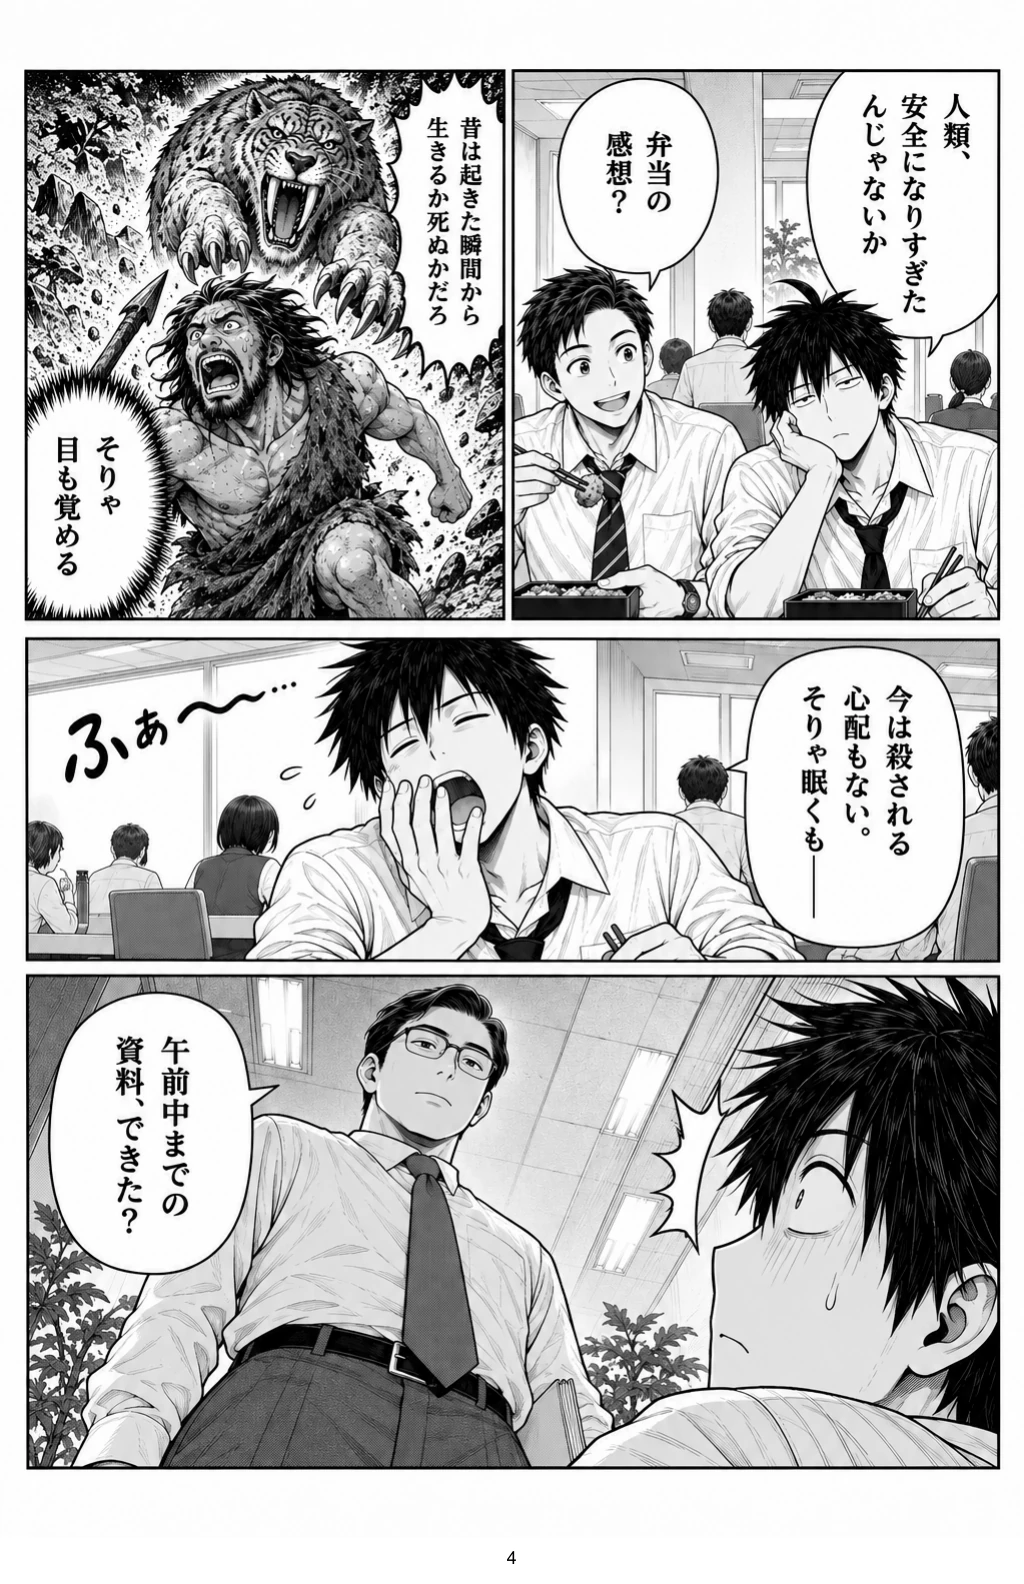 人類、
安全になりすぎた
んじゃないか
弁当の
感想？
昔は起きた瞬間から
生きるか死ぬかだろ
そりゃ
目も覚める
今は殺される
心配もない。
そりゃ眠くも――
ふぁ〜〜…
午前中までの
資料、できた？
4